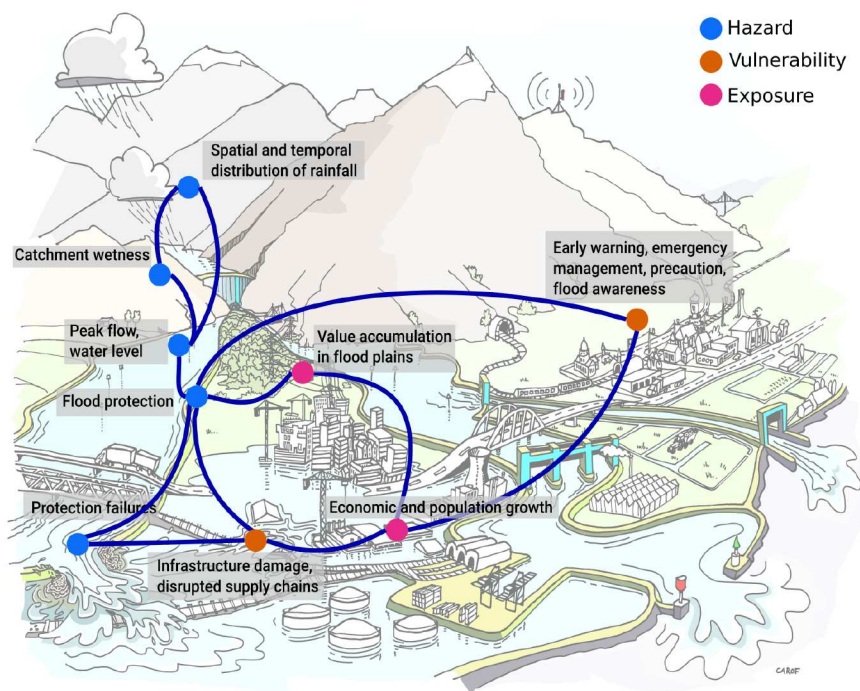 Hazard
Vulnerability
Exposure
Spatial and temporal
distribution of rainfall
Catchment wetness
Early warning, emergency
management, precaution,
flood awareness
Peak flow,
water level
Value accumulation
in flood plains
Flood protection
Protection failures
Economic and population growth
Infrastructure damage,
disrupted supply chains
CAROF